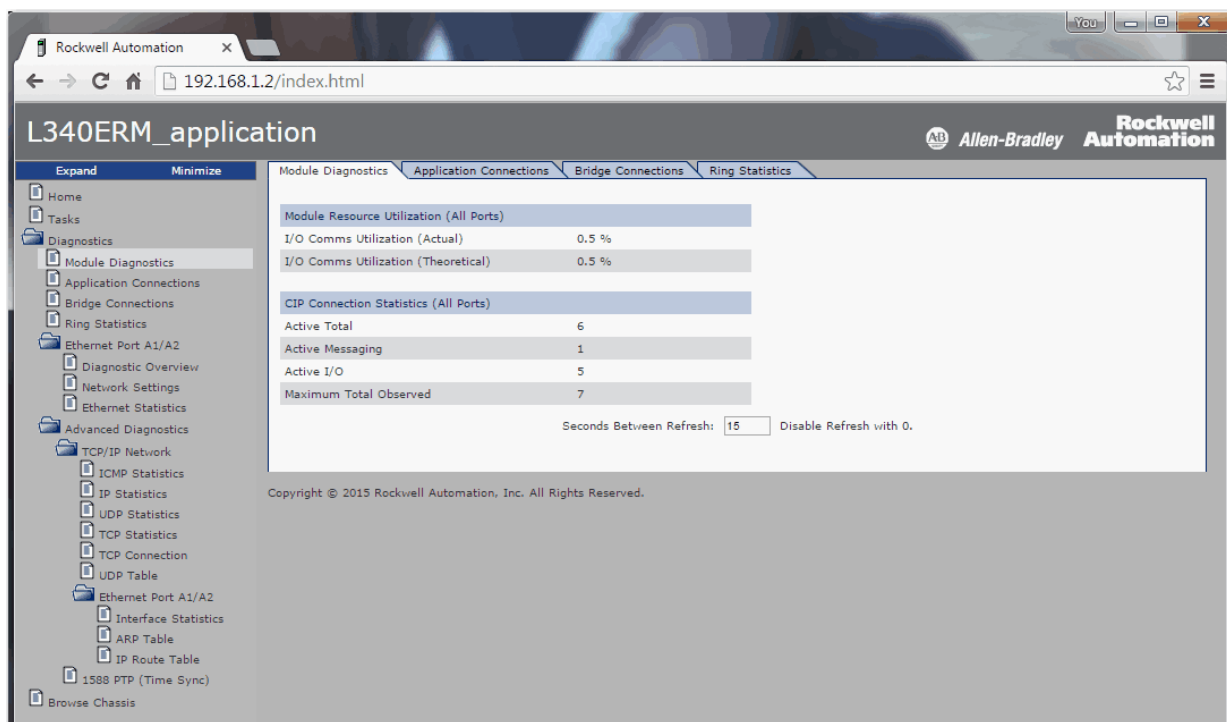 You
Rockwell Automation
192.168.1.2/index.html
L340ERM_application
AB Allen-Bradley
Rockwell
Automation
Expand Minimize
Home
Tasks
Diagnostics
Module Diagnostics
Application Connections
Bridge Connections
Ring Statistics
Ethernet Port A1/A2
Diagnostic Overview
Network Settings
Ethernet Statistics
Advanced Diagnostics
TCP/IP Network
ICMP Statistics
IP Statistics
UDP Statistics
TCP Statistics
TCP Connection
UDP Table
Ethernet Port A1/A2
Interface Statistics
ARP Table
IP Route Table
1588 PTP (Time Sync)
Browse Chassis
Module Diagnostics Application Connections Bridge Connections Ring Statistics
Module Resource Utilization (All Ports)
I/O Comms Utilization (Actual) 0.5 %
I/O Comms Utilization (Theoretical) 0.5 %
CIP Connection Statistics (All Ports)
Active Total 6
Active Messaging 1
Active I/O 5
Maximum Total Observed 7
Seconds Between Refresh: 15 Disable Refresh with 0.
Copyright © 2015 Rockwell Automation, Inc. All Rights Reserved.